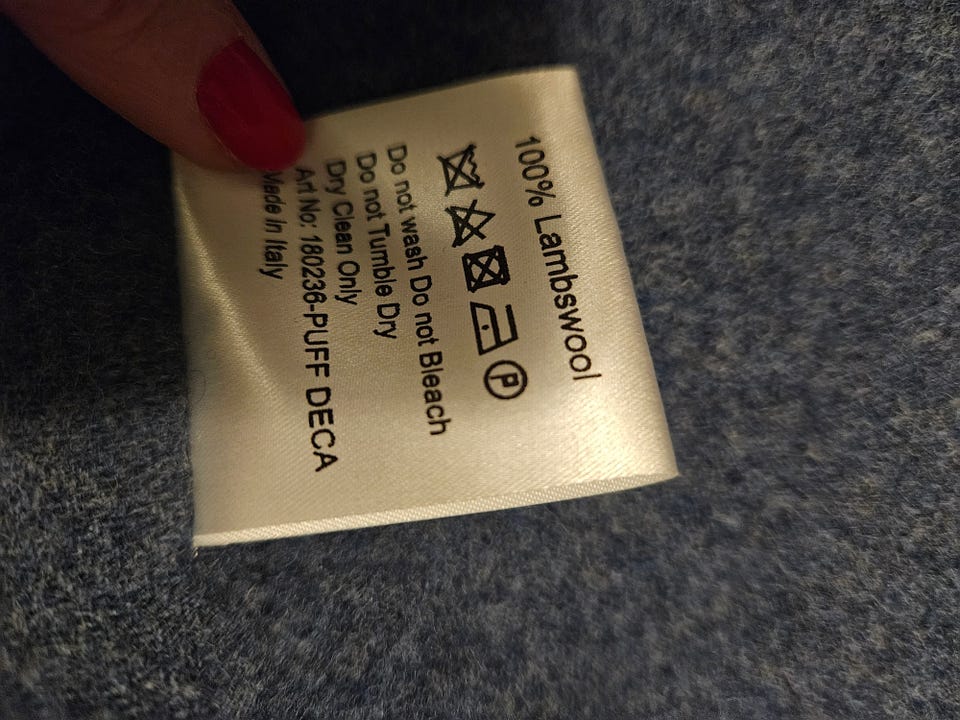 100% Lambswool
P
Do not wash Do not Bleach
Do not Tumble Dry
Dry Clean Only
Art No: 180236-PUFF DECA
Made In Italy